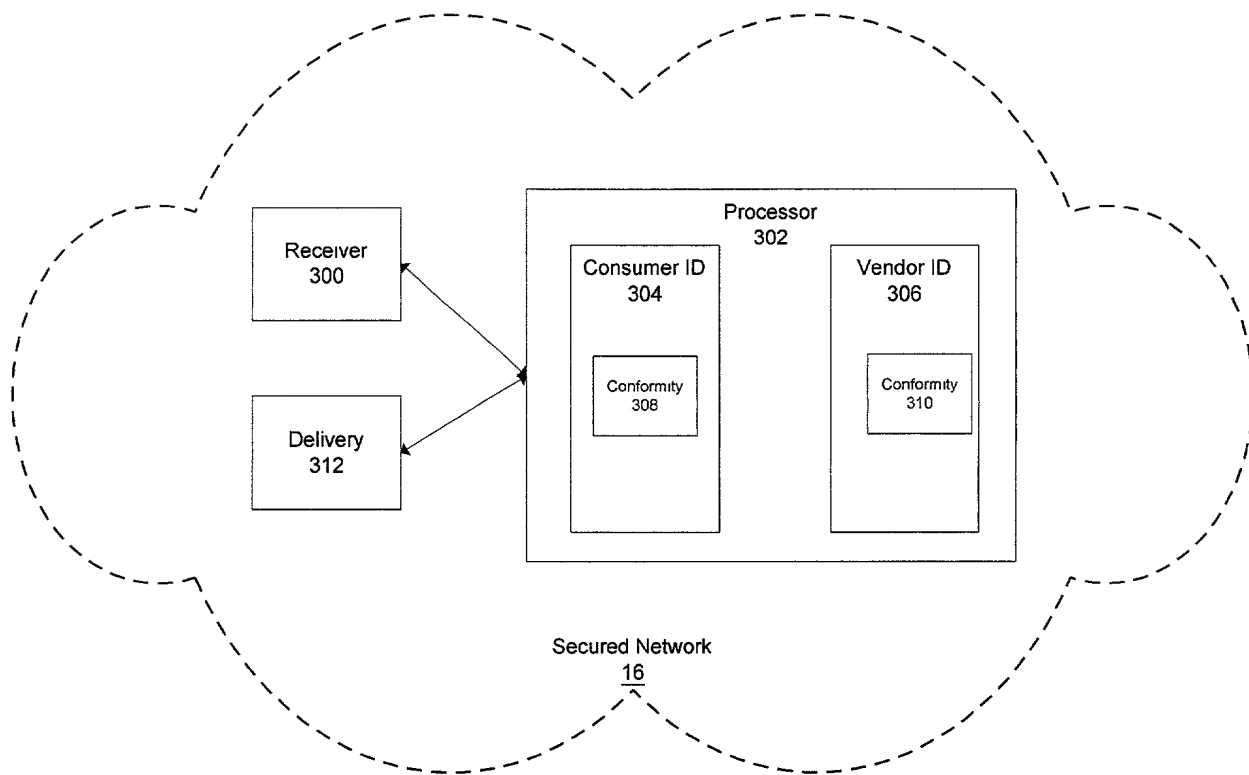 Receiver
300
Delivery
312
Processor
302
Consumer ID
304
Conformity
308
Vendor ID
306
Conformity
310
Secured Network
16